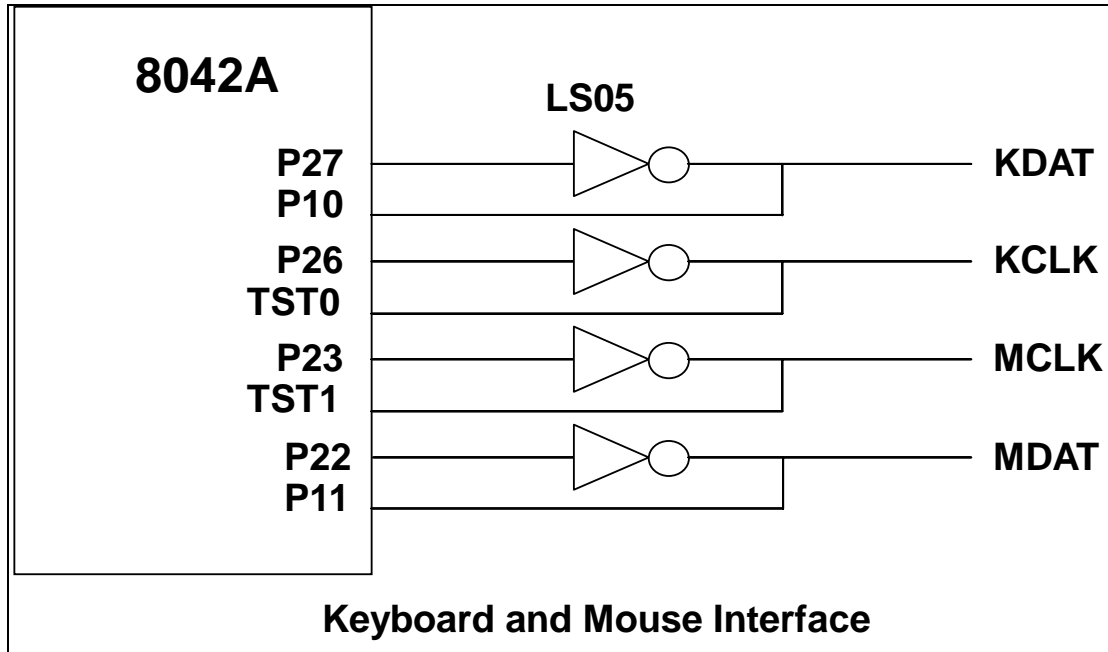 8042A
LS05
P27
KDAT
P10
P26
KCLK
TST0
P23
MCLK
TST1
P22
MDAT
P11
Keyboard and Mouse Interface